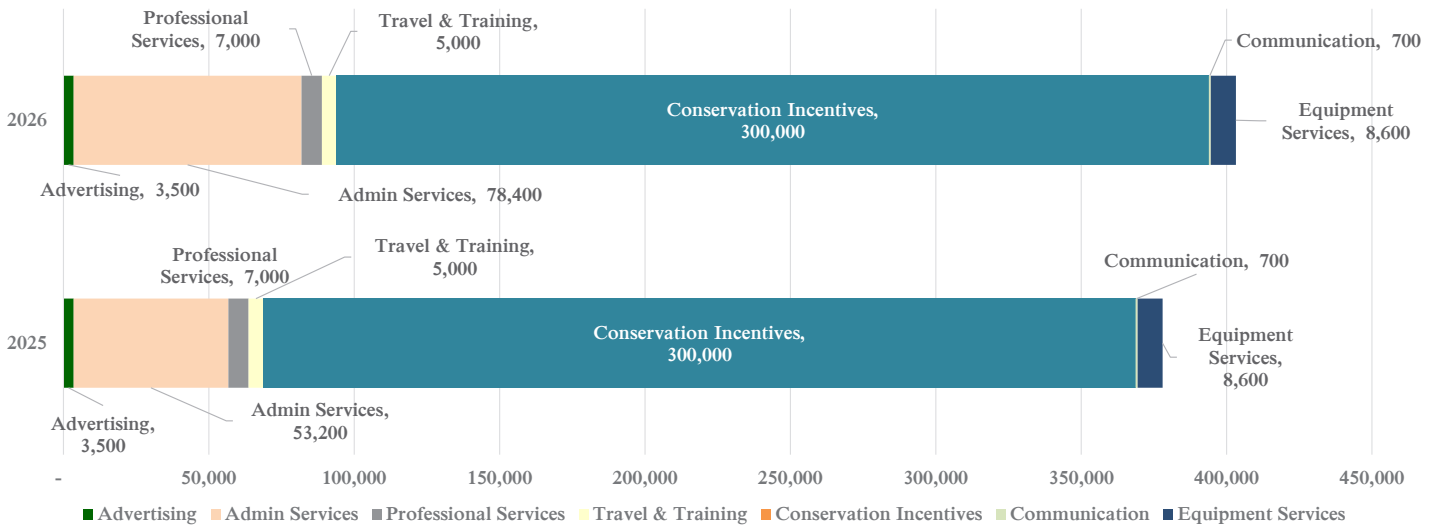 Professional
Services, 7,000
Travel & Training,
5,000
Communication, 700
2026
Conservation Incentives,
300,000
Equipment
Services, 8,600
Advertising, 3,500
Admin Services, 78,400
Professional
Services, 7,000
Travel & Training,
5,000
Communication, 700
2025
Conservation Incentives,
300,000
Equipment
Services,
8,600
Advertising,
3,500
Admin Services,
53,200
- 50,000 100,000 150,000 200,000 250,000 300,000 350,000 400,000 450,000
Advertising Admin Services Professional Services Travel & Training Conservation Incentives Communication Equipment Services